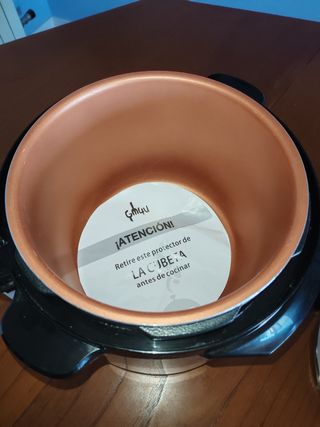 ¡ATENCIÓN!
Retire este protector de
LA CUBETA
antes de cocinar